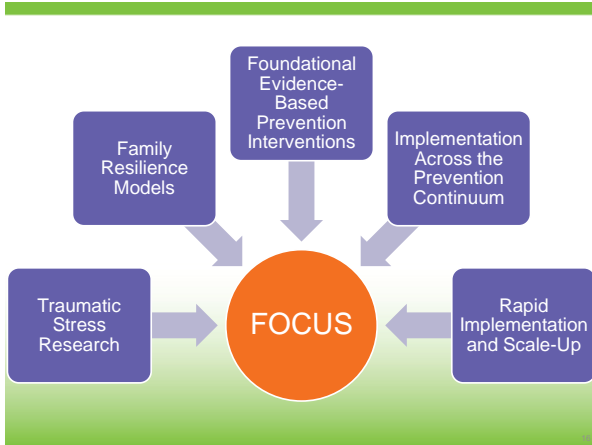 Foundational
Evidence-
Based
Prevention
Interventions
Family
Resilience
Models
Implementation
Across the
Prevention
Continuum
Traumatic
Stress
Research
FOCUS
Rapid
Implementation
and Scale-Up